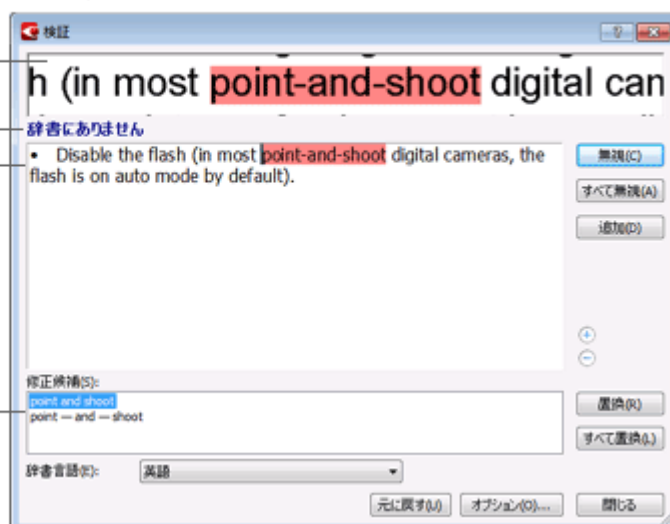 検証
h (in most point-and-shoot digital can
辞書にありません
• Disable the flash (in most point-and-shoot digital cameras, the
flash is on auto mode by default).
無視(C)
すべて無視(A)
追加(D)
修正候補(S):
point and shoot
point — and — shoot
置換(R)
すべて置換(L)
辞書言語(E):
英語
元に戻す(U)
オプション(O)...
閉じる